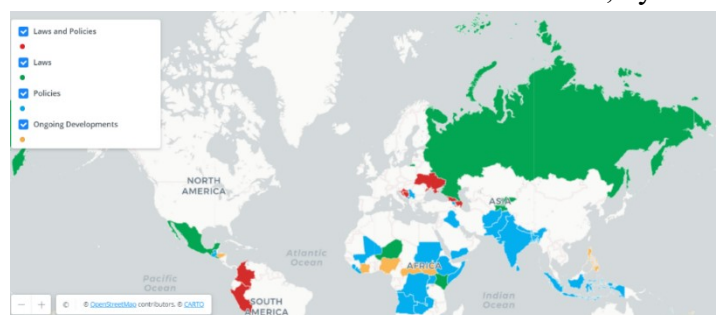 Laws and Policies
Laws
Policies
Ongoing Developments
NORTH
AMERICA
ASIA
Atlantic
Ocean
AFRICA
Pacific
Ocean
Indian
Ocean
SOUTH
AMERICA
− + © © OpenStreetMap contributors, © CARTO